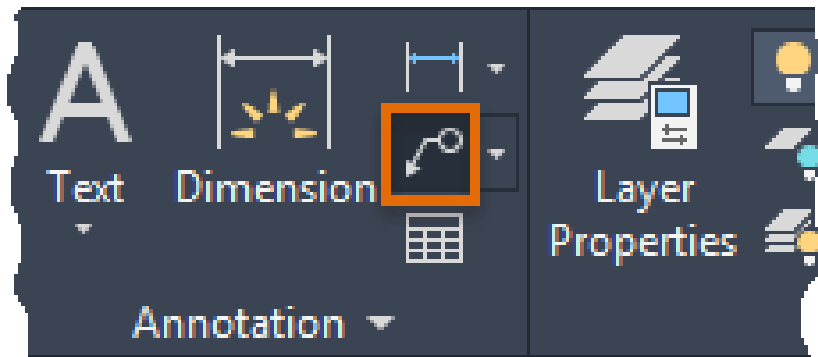 Text
Dimension
Layer
Properties
Annotation